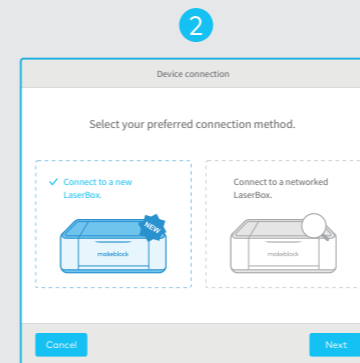 2
Device connection
Select your preferred connection method.
Connect to a new
LaserBox.
NEW
makeblock
Connect to a networked
LaserBox.
makeblock
Cancel
Next